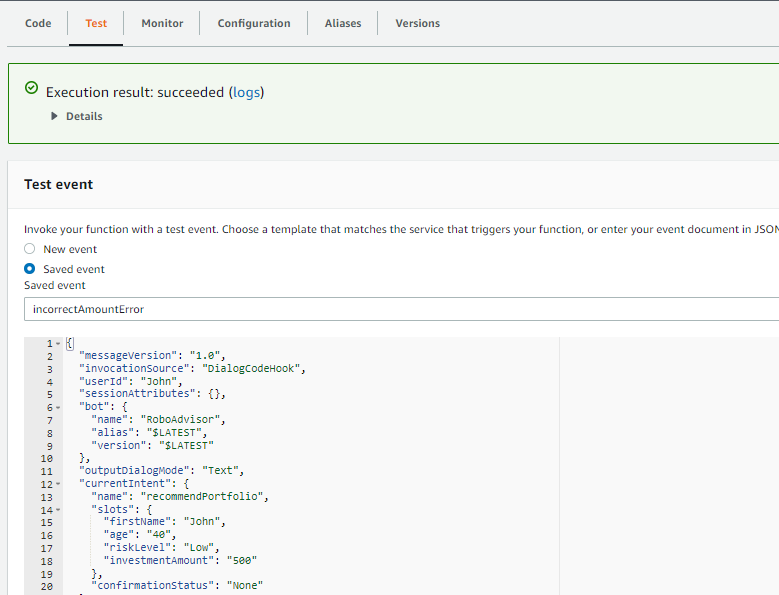 Code Test Monitor Configuration Aliases Versions
Execution result: succeeded (logs)
Details
Test event
Invoke your function with a test event. Choose a template that matches the service that triggers your function, or enter your event document in JSON
New event
Saved event
Saved event
incorrectAmountError
1 {
2 "messageVersion": "1.0",
3 "invocationSource": "DialogCodeHook",
4 "userId": "John",
5 "sessionAttributes": {},
6 "bot": {
7 "name": "RoboAdvisor",
8 "alias": "$LATEST",
9 "version": "$LATEST"
10 },
11 "outputDialogMode": "Text",
12 "currentIntent": {
13 "name": "recommendPortfolio",
14 "slots": {
15 "firstName": "John",
16 "age": "40",
17 "riskLevel": "Low",
18 "investmentAmount": "500"
19 },
20 "confirmationStatus": "None"